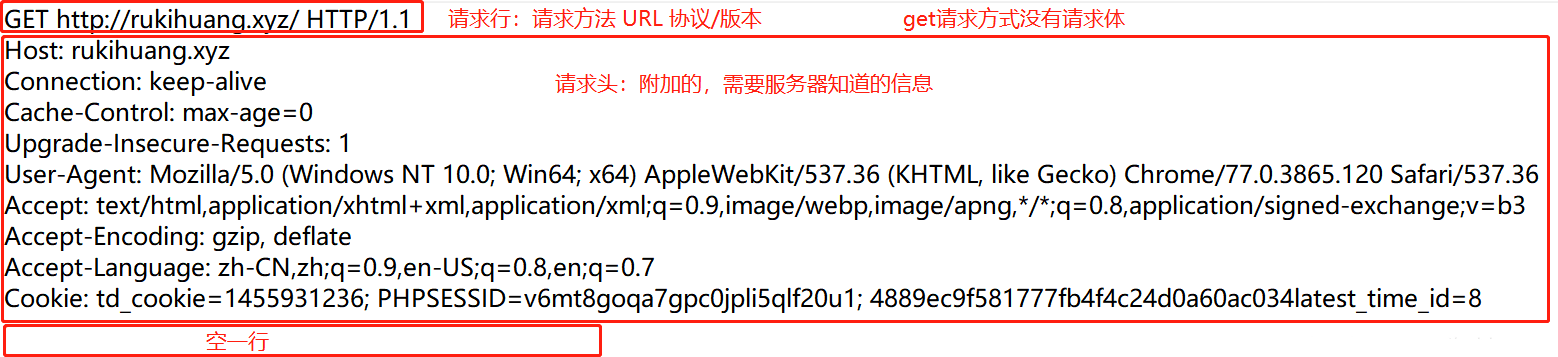 GET http://rukihuang.xyz/ HTTP/1.1 请求行：请求方法 URL 协议/版本 get请求方式没有请求体
Host: rukihuang.xyz
Connection: keep-alive 请求头：附加的，需要服务器知道的信息
Cache-Control: max-age=0
Upgrade-Insecure-Requests: 1
User-Agent: Mozilla/5.0 (Windows NT 10.0; Win64; x64) AppleWebKit/537.36 (KHTML, like Gecko) Chrome/77.0.3865.120 Safari/537.36
Accept: text/html,application/xhtml+xml,application/xml;q=0.9,image/webp,image/apng,*/*;q=0.8,application/signed-exchange;v=b3
Accept-Encoding: gzip, deflate
Accept-Language: zh-CN,zh;q=0.9,en-US;q=0.8,en;q=0.7
Cookie: td_cookie=1455931236; PHPSESSID=v6mt8goqa7gpc0jpli5qlf20u1; 4889ec9f581777fb4f4c24d0a60ac034latest_time_id=8
空一行